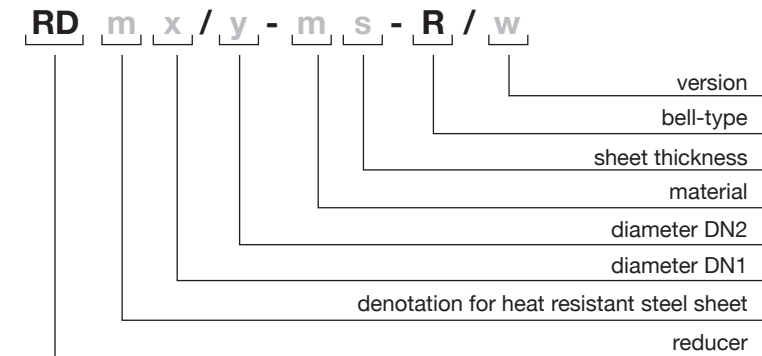 RD m x / y - m s - R / w
version
bell-type
sheet thickness
material
diameter DN2
diameter DN1
denotation for heat resistant steel sheet
reducer